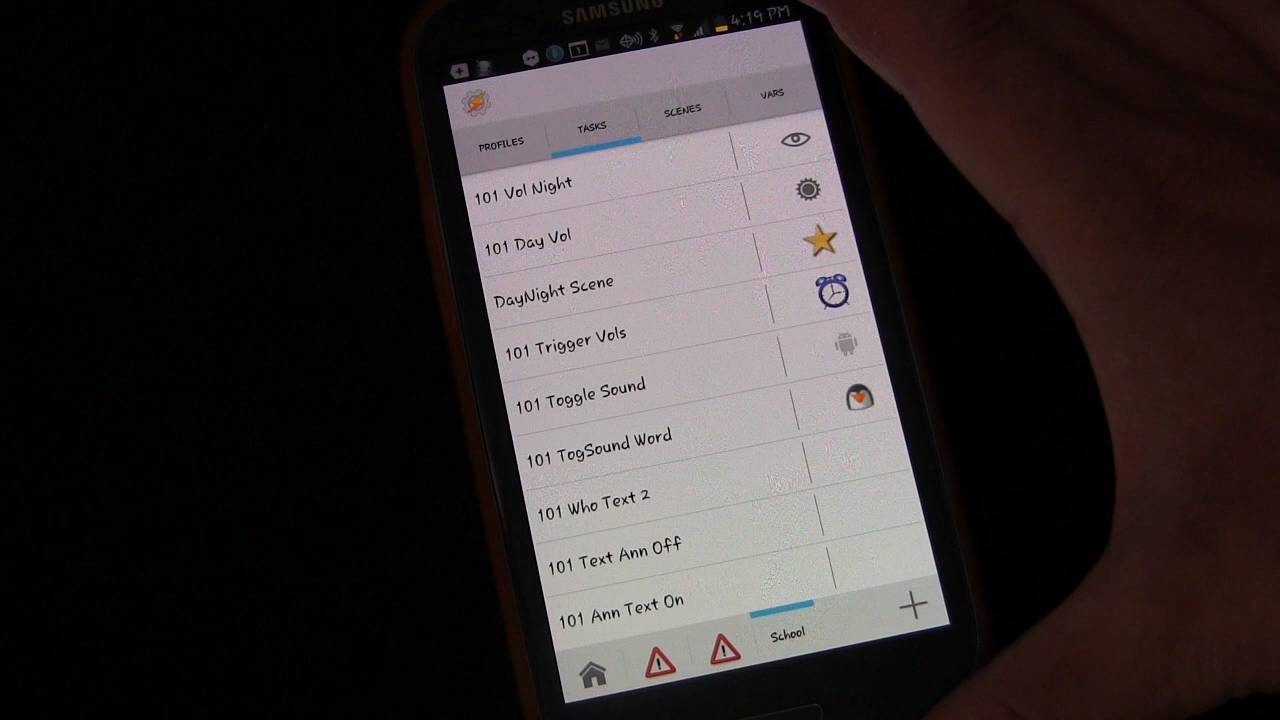 SAMSUNG
4:19 PM
PROFILES TASKS SCENES VARS
101 Vol Night
101 Day Vol
DayNight Scene
101 Trigger Vols
101 Toggle Sound
101 TogSound Word
101 Who Text 2
101 Text Ann Off
101 Ann Text On
School